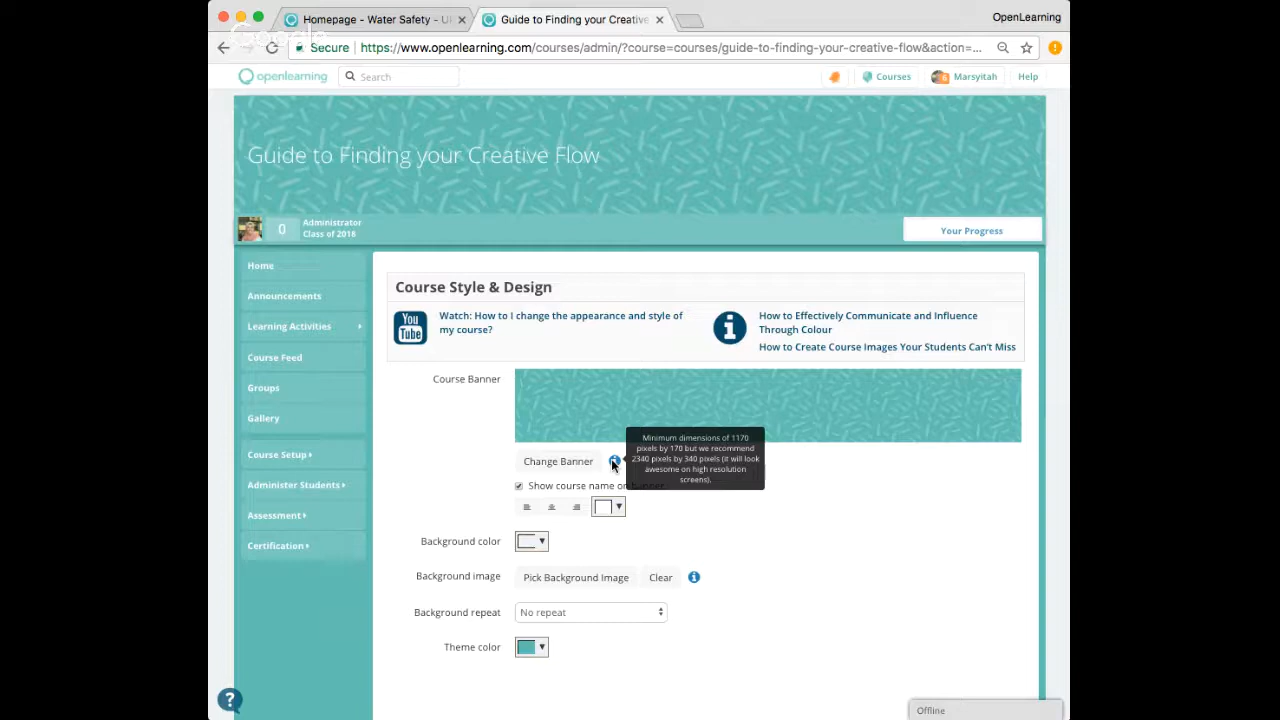 Homepage - Water Safety - U
Guide to Finding your Creative
OpenLearning
Google
Secure
https://www.openlearning.com/courses/admin/?course=courses/guide-to-finding-your-creative-flow&action=...
openlearning
Search
Courses
6
Marsyitah
Help
Guide to Finding your Creative Flow
0
Administrator
Class of 2018
Your Progress
Home
Announcements
Learning Activities
Course Feed
Groups
Gallery
Course Setup
Administer Students
Assessment
Certification
Course Style & Design
You
Tube
Watch: How to I change the appearance and style of
my course?
How to Effectively Communicate and Influence
Through Colour
How to Create Course Images Your Students Can't Miss
Course Banner
Minimum dimensions of 1170
pixels by 170 but we recommend
2340 pixels by 340 pixels (it will look
awesome on high resolution
screens).
Change Banner
Show course name on banner
Background color
Background image
Pick Background Image
Clear
Background repeat
No repeat
Theme color
?
Offline